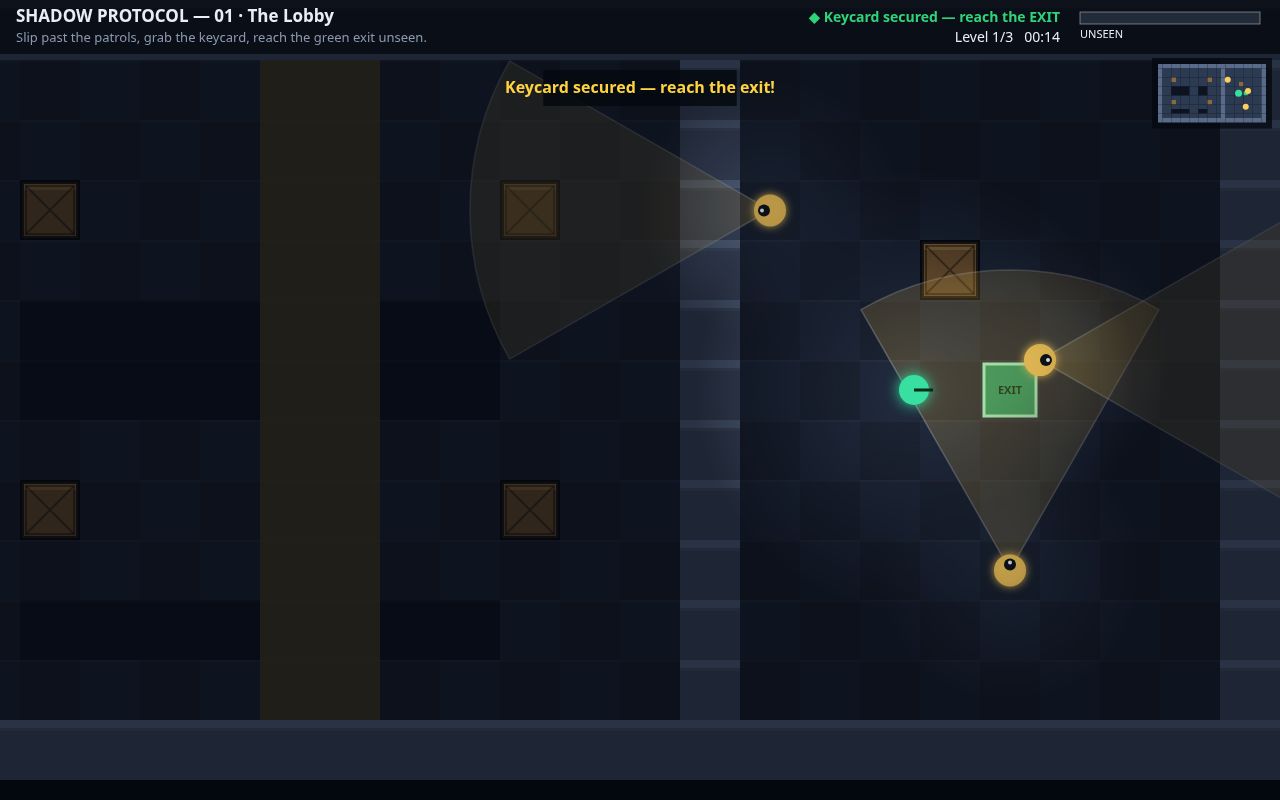 SHADOW PROTOCOL — 01 · The Lobby
Slip past the patrols, grab the keycard, reach the green exit unseen.
◆ Keycard secured — reach the EXIT
Level 1/3 00:14
UNSEEN
Keycard secured — reach the exit!
EXIT